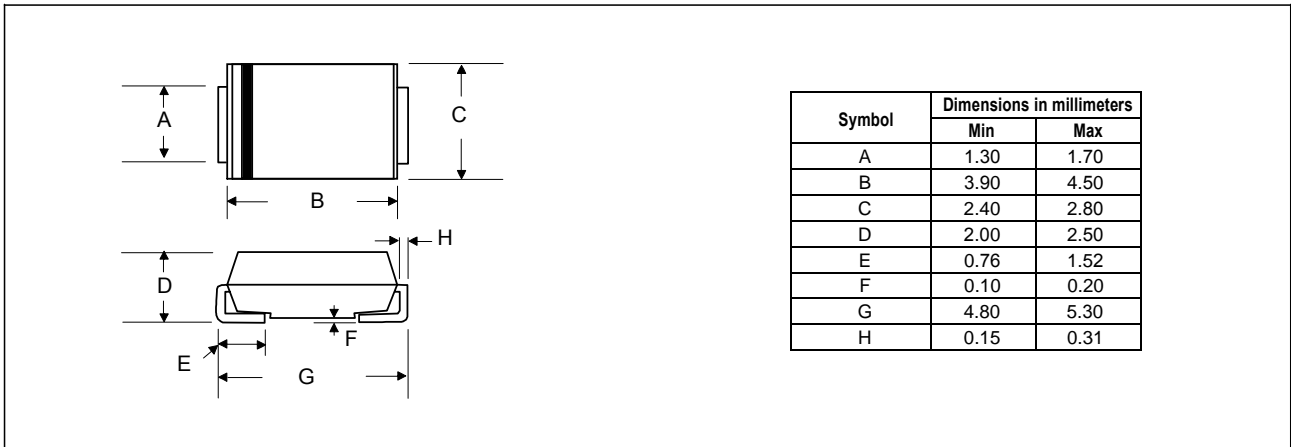 A
C
B
H
D
F
E
G
Symbol Dimensions in millimeters
Min Max
A 1.30 1.70
B 3.90 4.50
C 2.40 2.80
D 2.00 2.50
E 0.76 1.52
F 0.10 0.20
G 4.80 5.30
H 0.15 0.31